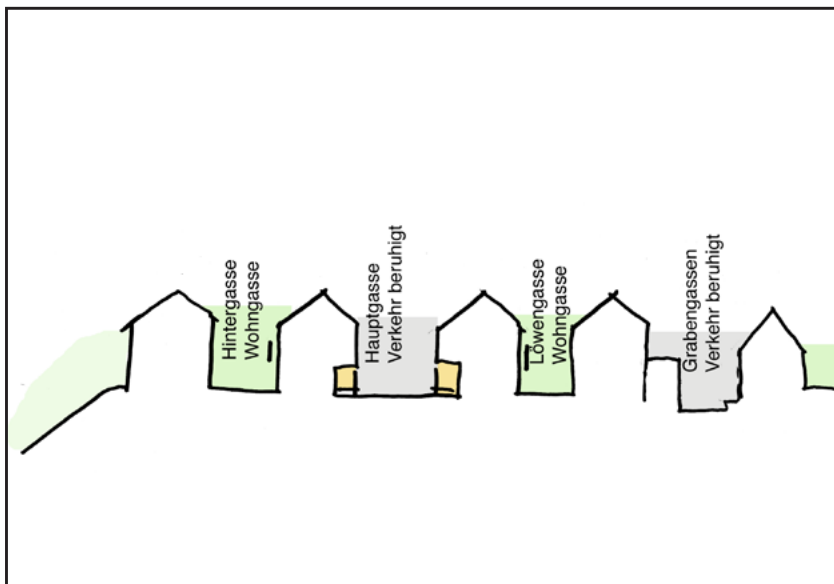 Hintergasse
Wohngasse
Hauptgasse
Verkehr beruhigt
Löwengasse
Wohngasse
Grabengassen
Verkehr beruhigt